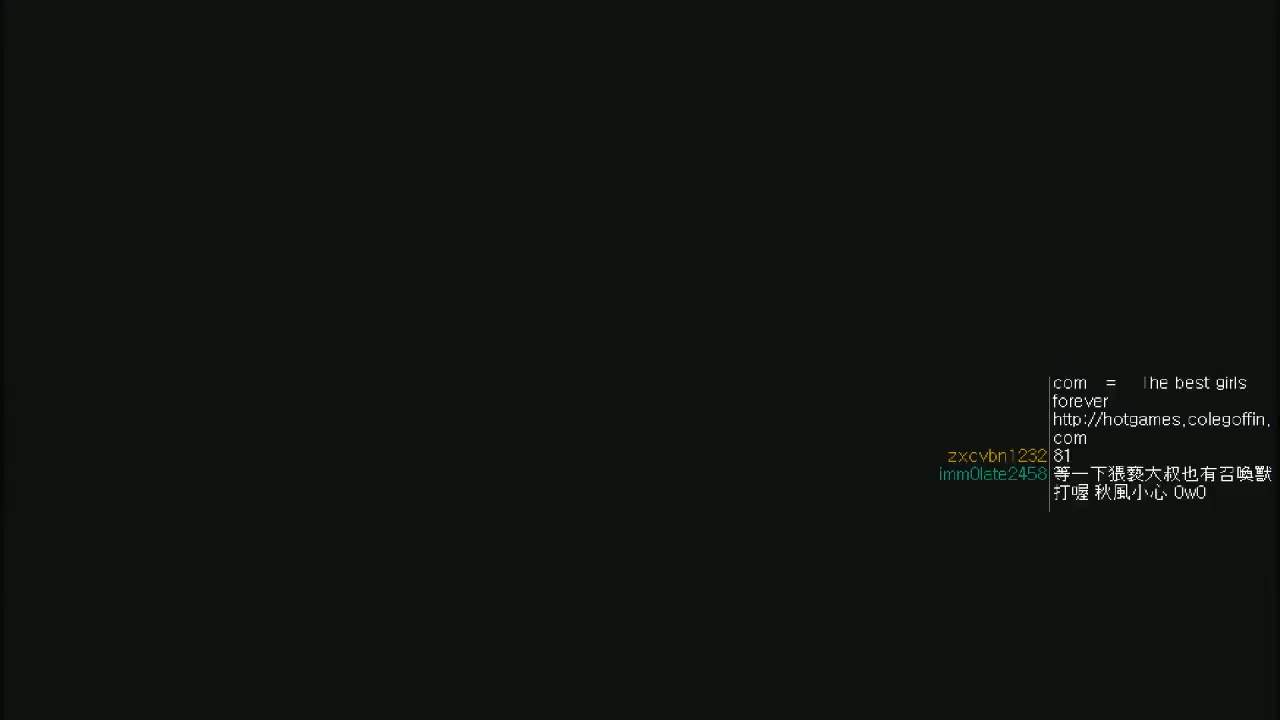 com = The best girls
forever
http://hotgames.colegoffin.
com
zxcvbn1232 81
imm0late2458 等一下猥褻大叔也有召喚獸
打喔 秋風小心 0w0